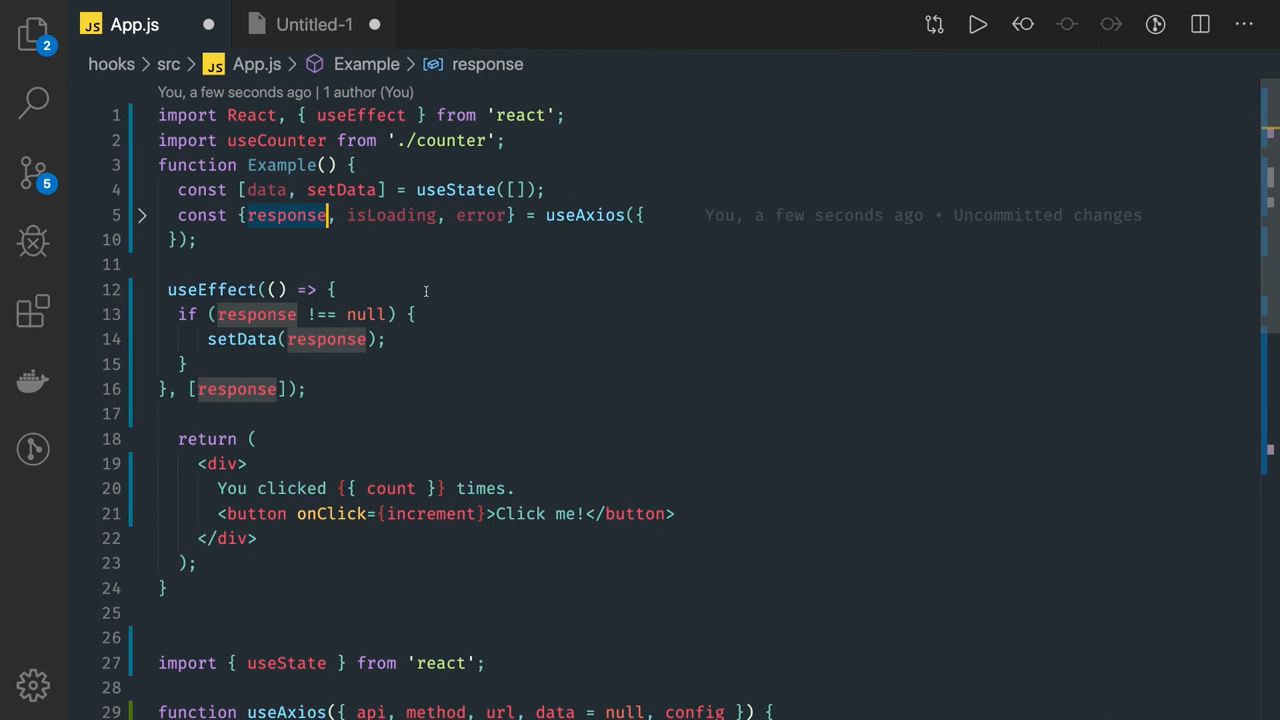 2
5
JS App.js
Untitled-1
hooks > src > JS App.js > Example > response
You, a few seconds ago | 1 author (You)
1 import React, { useEffect } from 'react';
2 import useCounter from './counter';
3 function Example() {
4 const [data, setData] = useState([]);
5 const {response, isLoading, error} = useAxios({ You, a few seconds ago • Uncommitted changes
10 });
11
12 useEffect(() => {
13 if (response !== null) {
14 setData(response);
15 }
16 }, [response]);
17
18 return (
19 <div>
20 You clicked {{ count }} times.
21 <button onClick={increment}>Click me!</button>
22 </div>
23 );
24 }
25
26
27 import { useState } from 'react';
28
29 function useAxios({ api, method, url, data = null, config }) {